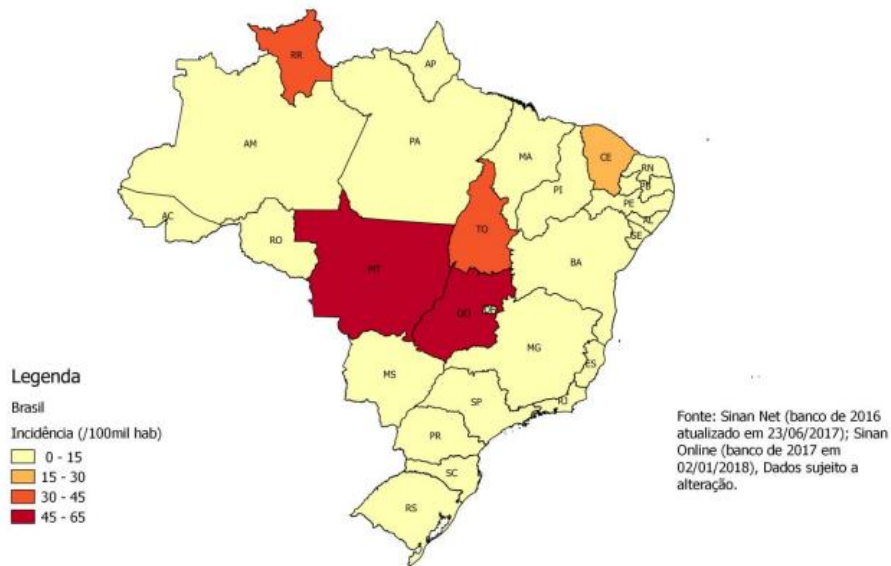 RR
AP
AM
PA
MA
CE
RN
PB
PI
PE
AL
SE
AC
RO
TO
BA
MT
GO
DF
MG
ES
MS
SP
RJ
PR
SC
RS
Legenda
Brasil
Incidência (/100mil hab)
0 - 15
15 - 30
30 - 45
45 - 65
Fonte: Sinan Net (banco de 2016
atualizado em 23/06/2017); Sinan
Online (banco de 2017 em
02/01/2018), Dados sujeito a
alteração.